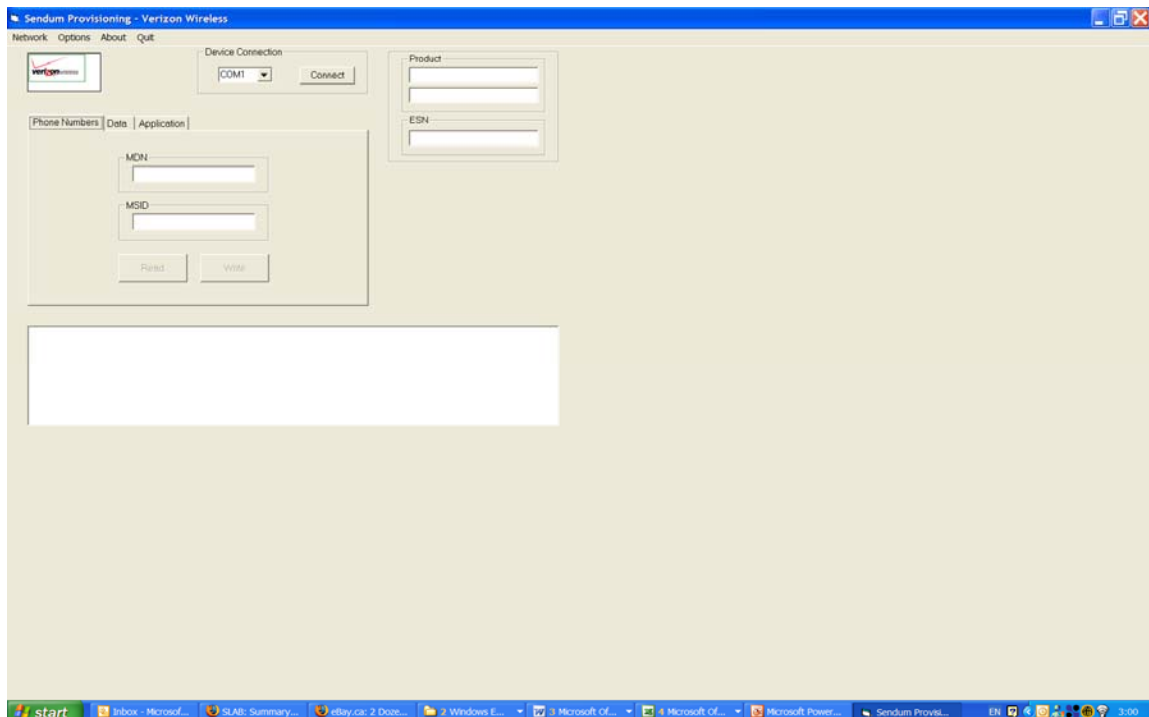 Sendum Provisioning - Verizon Wireless
Network Options About Quit
verizonwireless
Device Connection
COM1
Connect
Product
ESN
Phone Numbers Data Application
MDN
MSID
Read Write
start Inbox - Microsof... SLAB: Summary... eBay.ca: 2 Doze... 2 Windows E... 3 Microsoft Of... 4 Microsoft Of... Microsoft Power... Sendum Provisi... EN 3:00